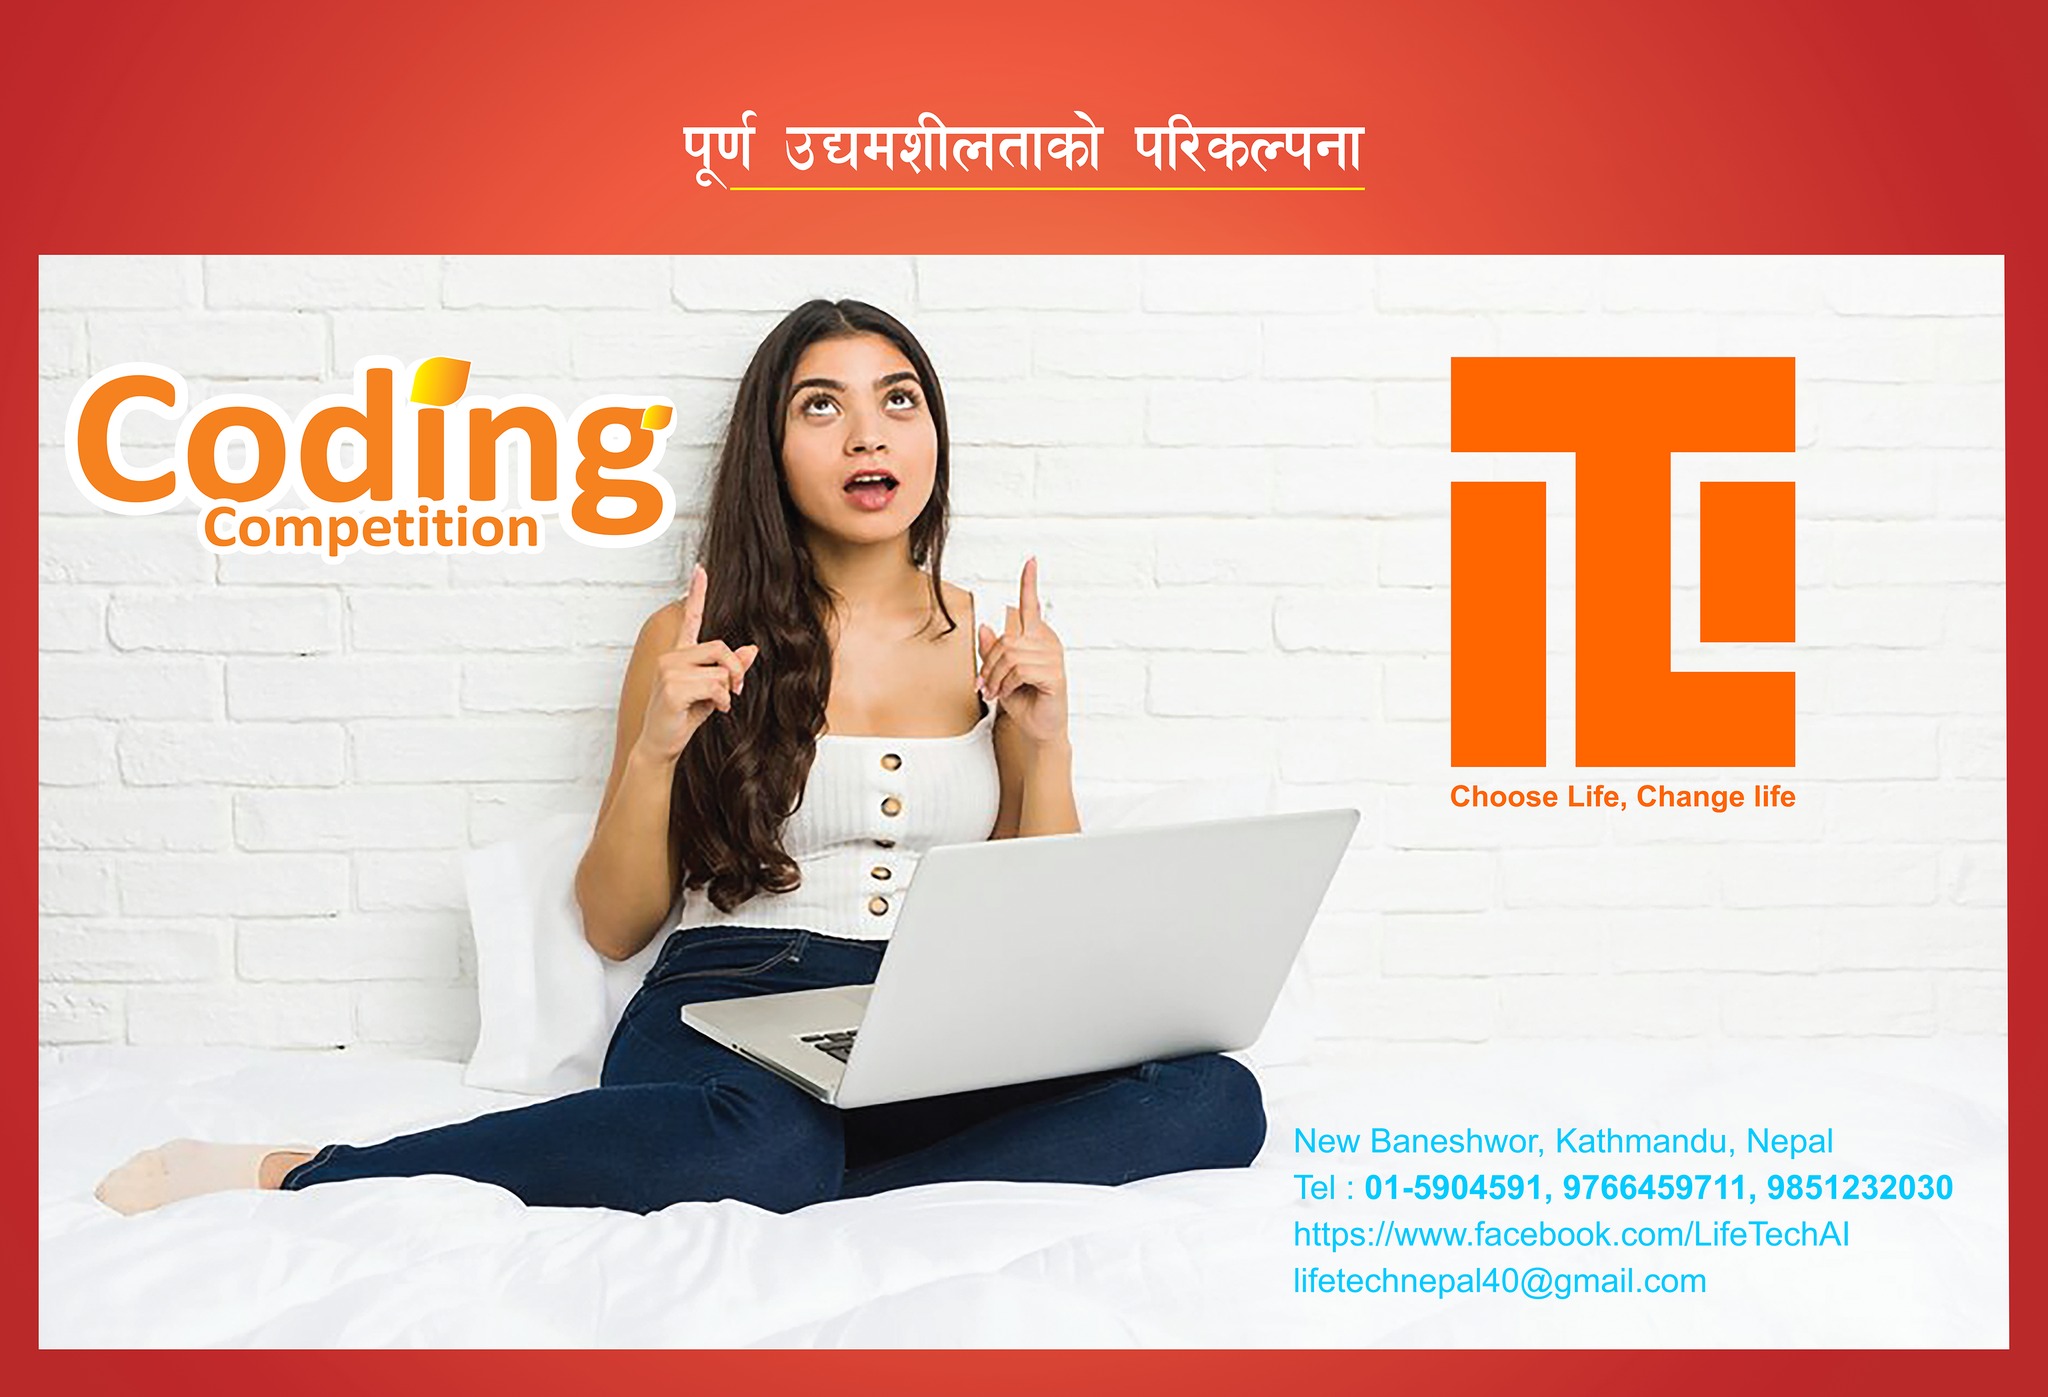 पूर्ण उद्यमशीलताको परिकल्पना
Coding
Competition
Choose Life, Change life
New Baneshwor, Kathmandu, Nepal
Tel : 01-5904591, 9766459711, 9851232030
https://www.facebook.com/LifeTechAI
lifetechnepal40@gmail.com